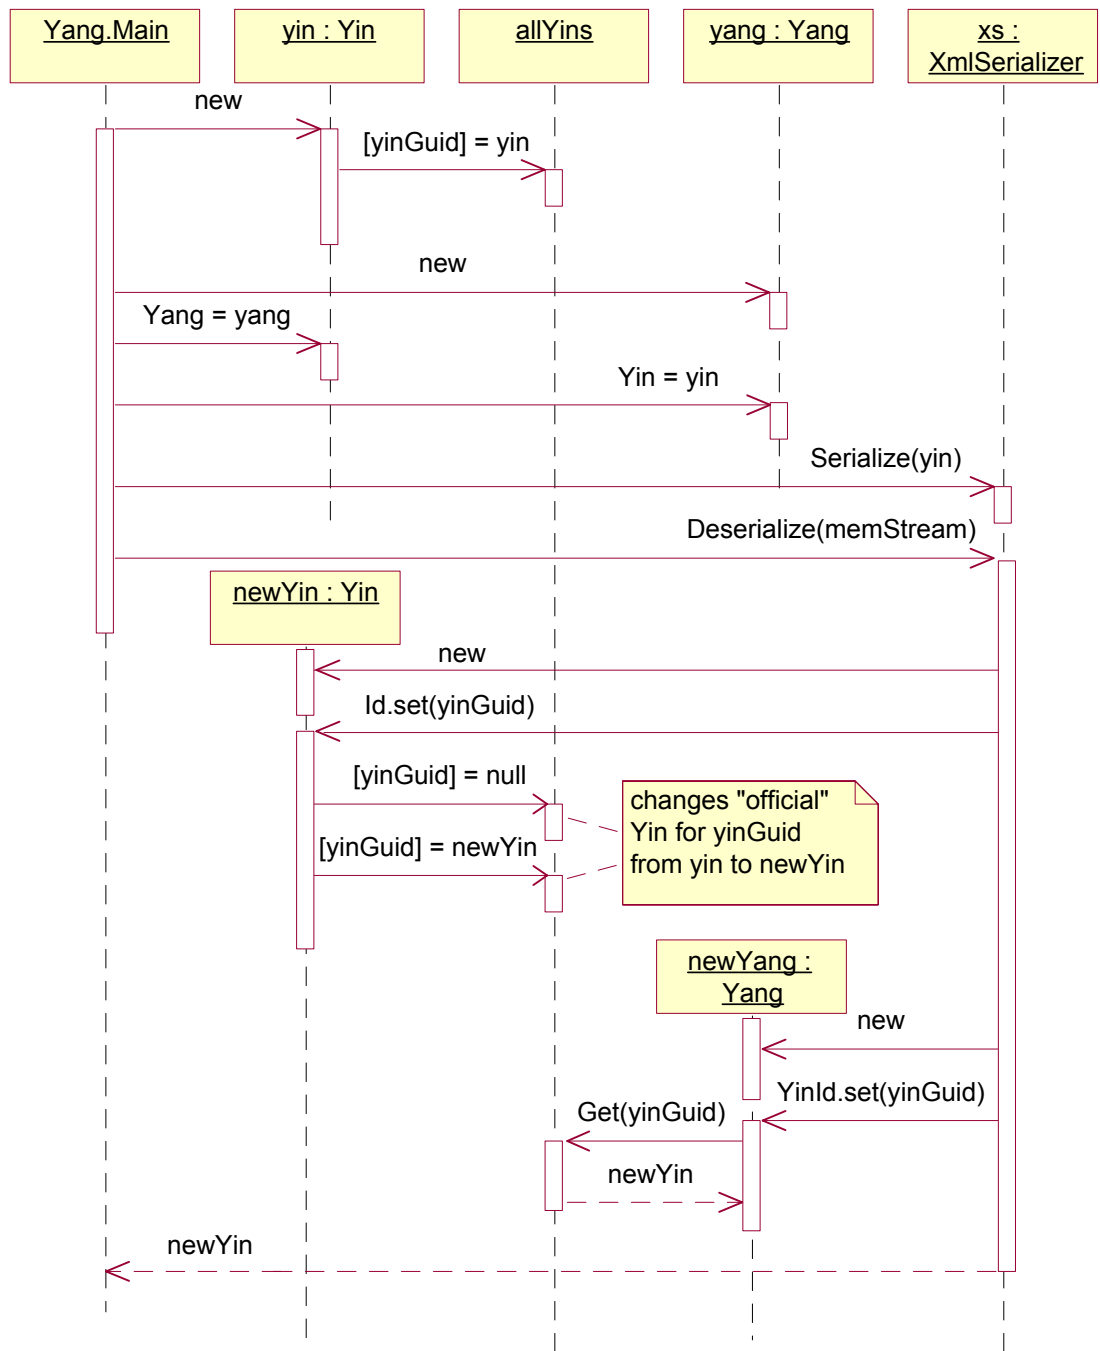 Yang.Main
yin : Yin
allYins
yang : Yang
xs :
XmlSerializer
new
[yinGuid] = yin
new
Yang = yang
Yin = yin
Serialize(yin)
Deserialize(memStream)
newYin : Yin
new
Id.set(yinGuid)
[yinGuid] = null
changes "official"
Yin for yinGuid
from yin to newYin
[yinGuid] = newYin
newYang :
Yang
new
YinId.set(yinGuid)
Get(yinGuid)
newYin
newYin